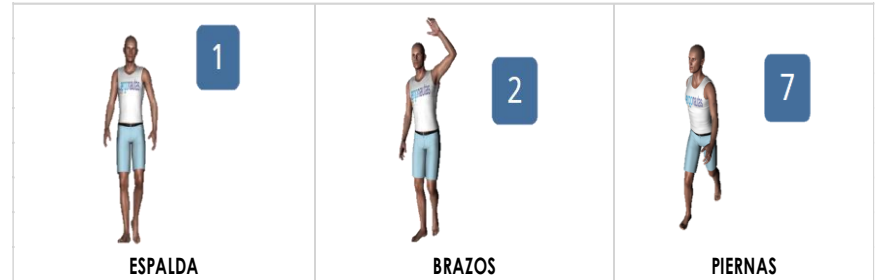 1
2
7
ESPALDA
BRAZOS
PIERNAS